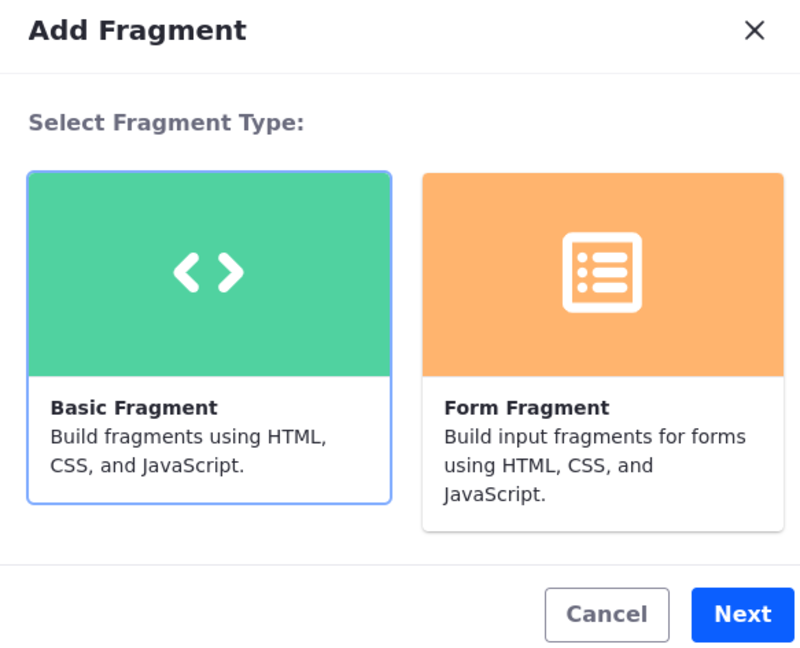 Add Fragment
Select Fragment Type:
Basic Fragment
Build fragments using HTML,
CSS, and JavaScript.
Form Fragment
Build input fragments for forms
using HTML, CSS, and
JavaScript.
Cancel
Next